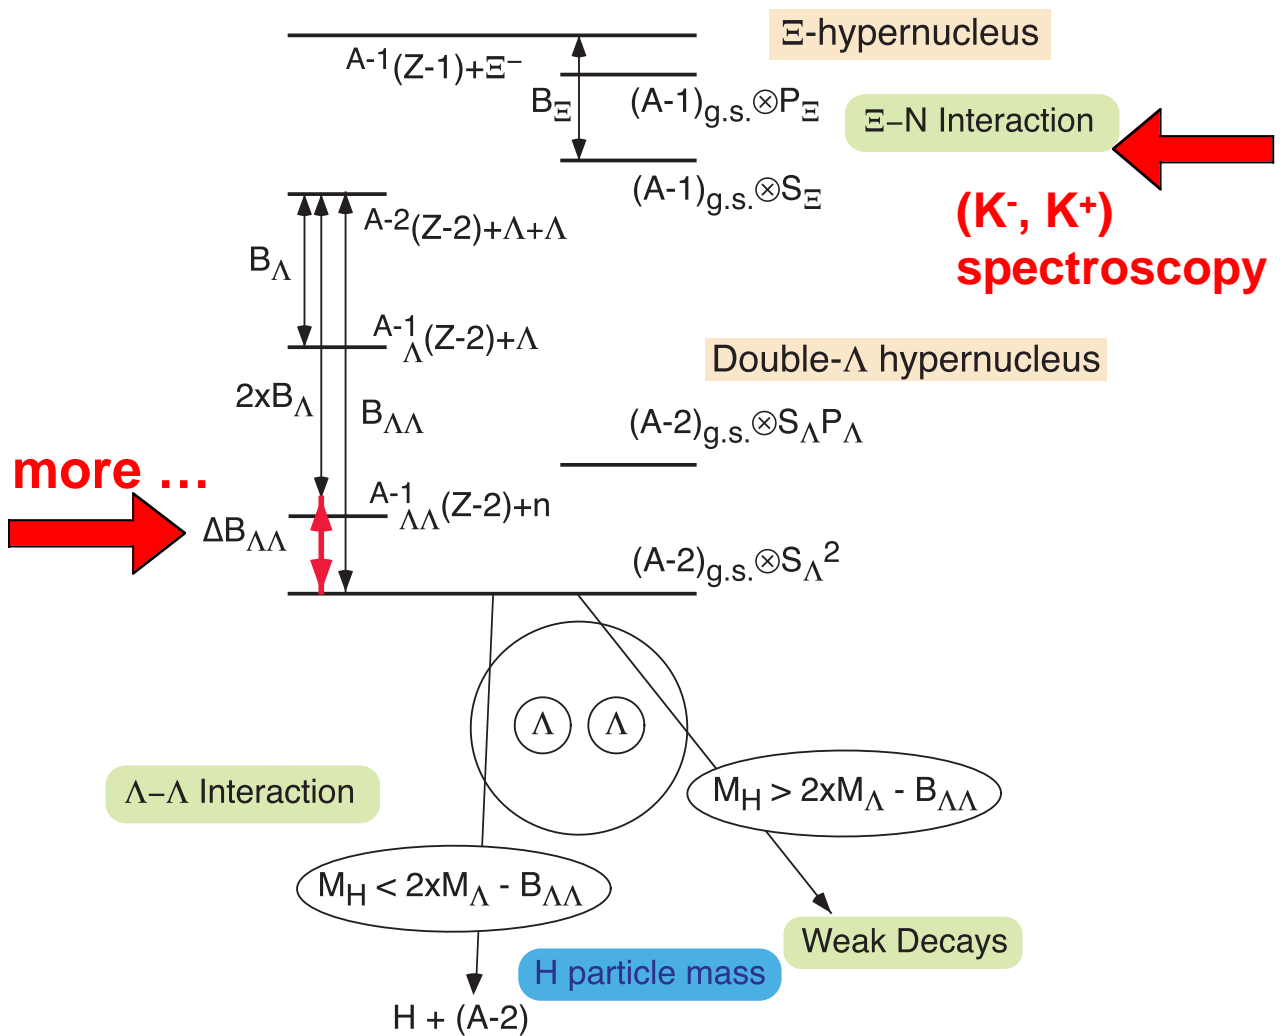 Ξ-hypernucleus
A-1(Z-1)+Ξ−
BΞ
(A-1)g.s.⊗PΞ
Ξ−N Interaction
(A-1)g.s.⊗SΞ
(K-, K+)
spectroscopy
A-2(Z-2)+Λ+Λ
BΛ
A-1Λ(Z-2)+Λ
Double-Λ hypernucleus
2xBΛ
BΛΛ
(A-2)g.s.⊗SΛPΛ
more ...
A-1ΛΛ(Z-2)+n
ΔBΛΛ
(A-2)g.s.⊗SΛ2
Λ
Λ
Λ−Λ Interaction
MH > 2xMΛ - BΛΛ
MH < 2xMΛ - BΛΛ
Weak Decays
H particle mass
H + (A-2)